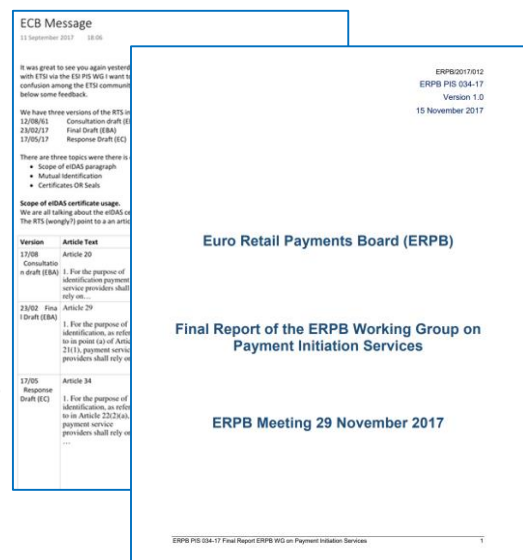 ECB Message
11 September 2017 18:06
It was great to see you again yesterd
with ETSI via the ESI PIS WG I want to
confusion among the ETSI communit
below some feedback.
We have three versions of the RTS in
12/08/61 Consultation draft (E
23/02/17 Final Draft (EBA)
17/05/17 Response Draft (EC)
There are three topics were there is
• Scope of eIDAS paragraph
• Mutual Identification
• Certificates OR Seals
Scope of eIDAS certificate usage.
We are all talking about the eIDAS ce
The RTS (wongly?) point to a an artic
Version Article Text
17/08 Article 20
Consultatio
n draft (EBA) 1. For the purpose of
identification payment
service providers shall
rely on…
23/02 Fina Article 29
l Draft (EBA)
1. For the purpose of
identification, as refer
to in point (a) of Artic
21(1), payment servic
providers shall rely on
17/05 Article 34
Response
Draft (EC) 1. For the purpose of
identification, as refer
to in Article 22(2)(a),
payment service
providers shall rely on
…
ERPB/2017/012
ERPB PIS 034-17
Version 1.0
15 November 2017
Euro Retail Payments Board (ERPB)
Final Report of the ERPB Working Group on
Payment Initiation Services
ERPB Meeting 29 November 2017
ERPB PIS 034-17 Final Report ERPB WG on Payment Initiation Services 1